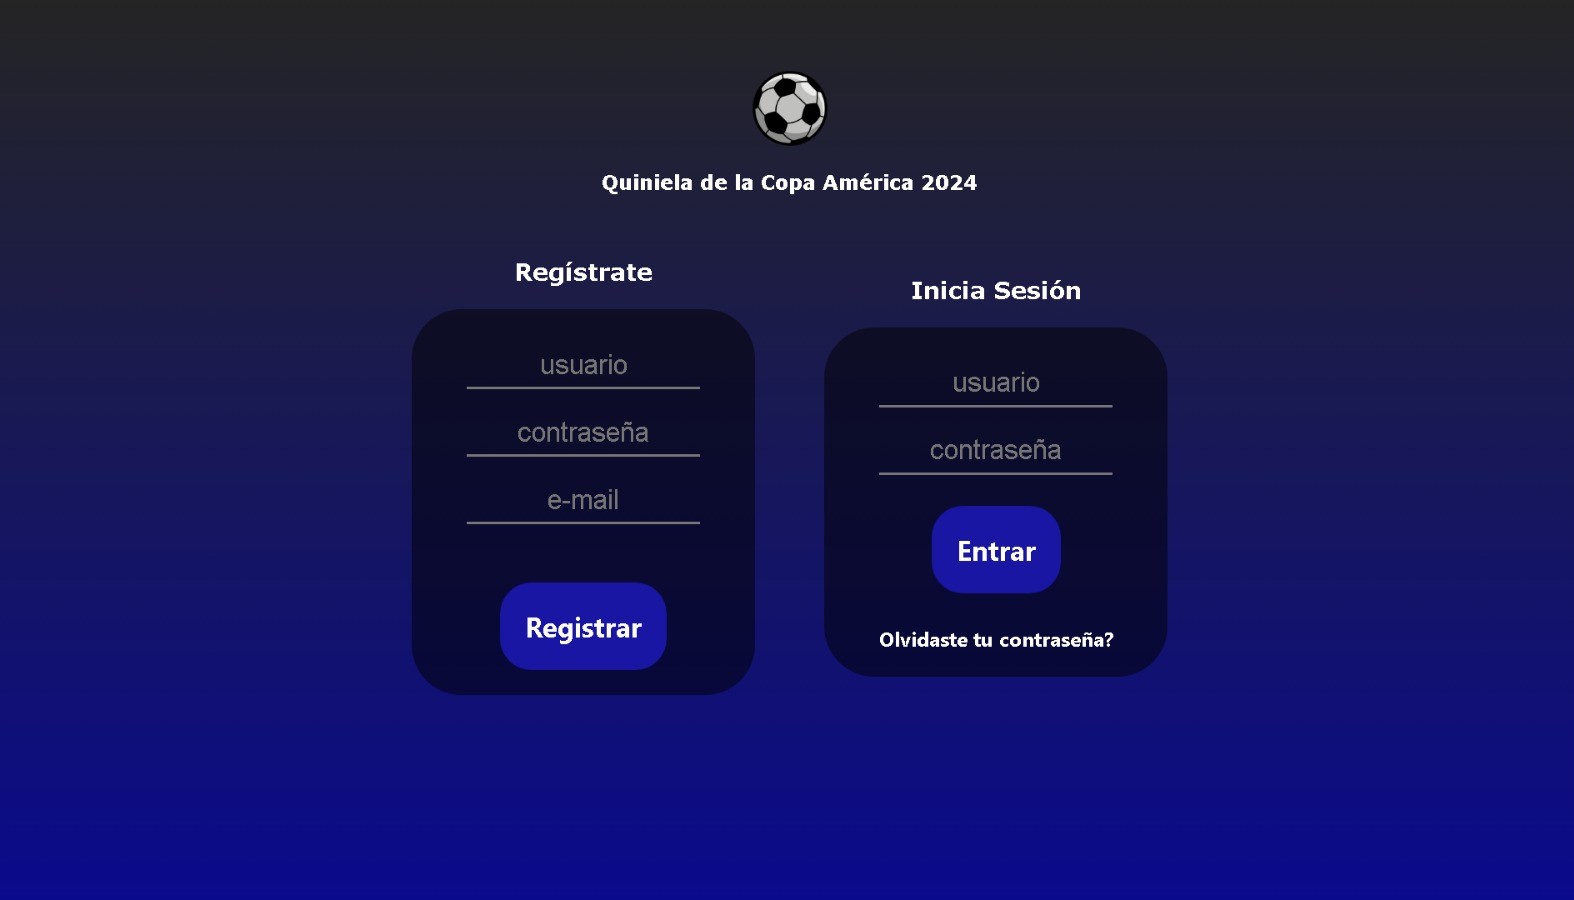 Quiniela de la Copa América 2024
Regístrate
usuario
contraseña
e-mail
Registrar
Inicia Sesión
usuario
contraseña
Entrar
Olvidaste tu contraseña?